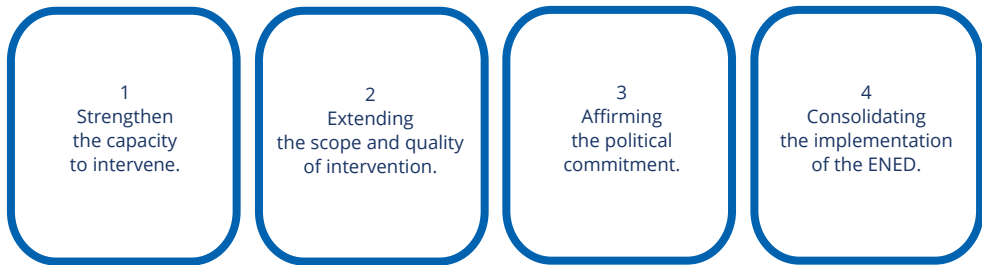 1
Strengthen
the capacity
to intervene.
2
Extending
the scope and quality
of intervention.
3
Affirming
the political
commitment.
4
Consolidating
the implementation
of the ENED.